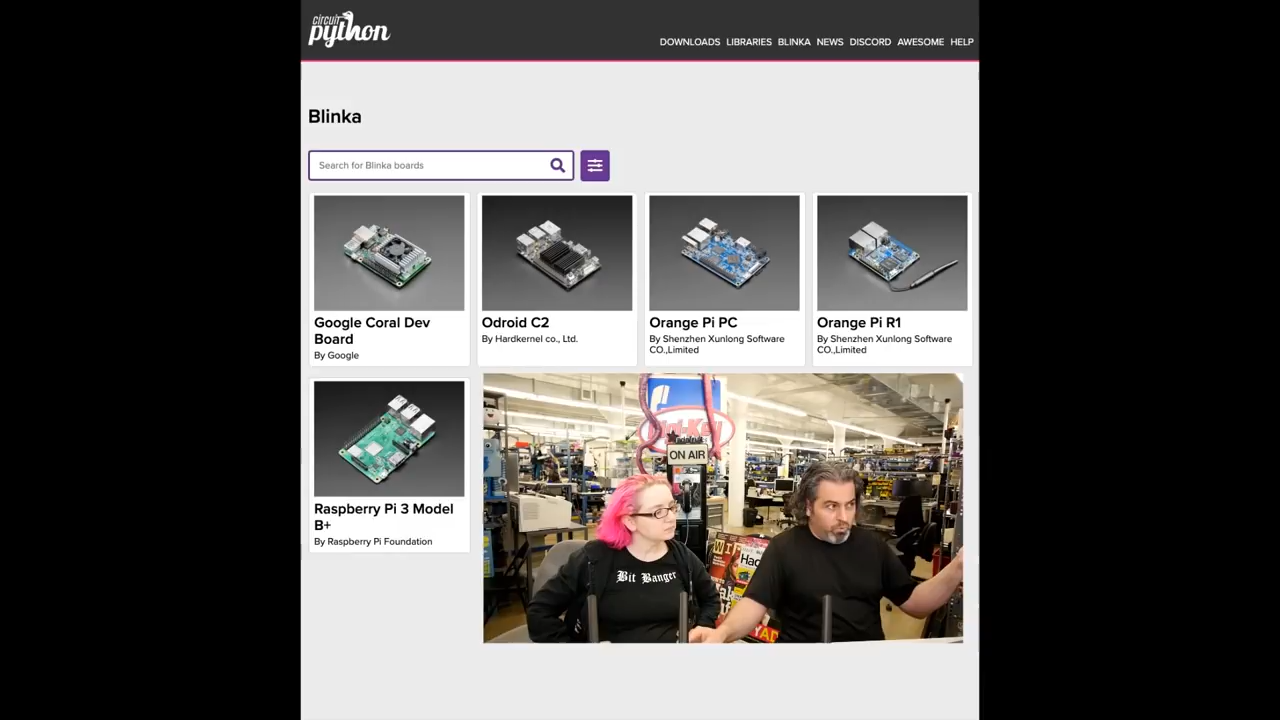 circuit
python
DOWNLOADS LIBRARIES BLINKA NEWS DISCORD AWESOME HELP
Blinka
Search for Blinka boards
Google Coral Dev
Board
By Google
Odroid C2
By Hardkernel co., Ltd.
Orange Pi PC
By Shenzhen Xunlong Software
CO.,Limited
Orange Pi R1
By Shenzhen Xunlong Software
CO.,Limited
Raspberry Pi 3 Model
B+
By Raspberry Pi Foundation
ON AIR
Bit Banger